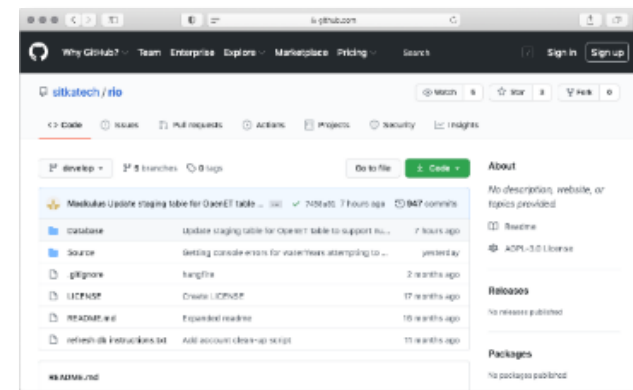 github.com
Why GitHub? Team Enterprise Explore Marketplace Pricing Search / Sign in Sign up
sitkatech / rio
Watch 6 Star 3 Fork 0
Code Issues Pull requests Actions Projects Security Insights
develop 5 branches 0 tags Go to file Code
Update staging table for OpenET table ... 7 hours ago 947 commits
Database Update staging table for OpenET table to support nu... 7 hours ago
Source Getting console errors for waterYears attempting to ... yesterday
.gitignore hangfire 2 months ago
LICENSE Create LICENSE 17 months ago
README.md Expanded readme 16 months ago
refresh db instructions.txt Add account clean-up script 11 months ago
README.md
About
No description, website, or
topics provided.
Readme
AGPL-3.0 License
Releases
No releases published
Packages
No packages published